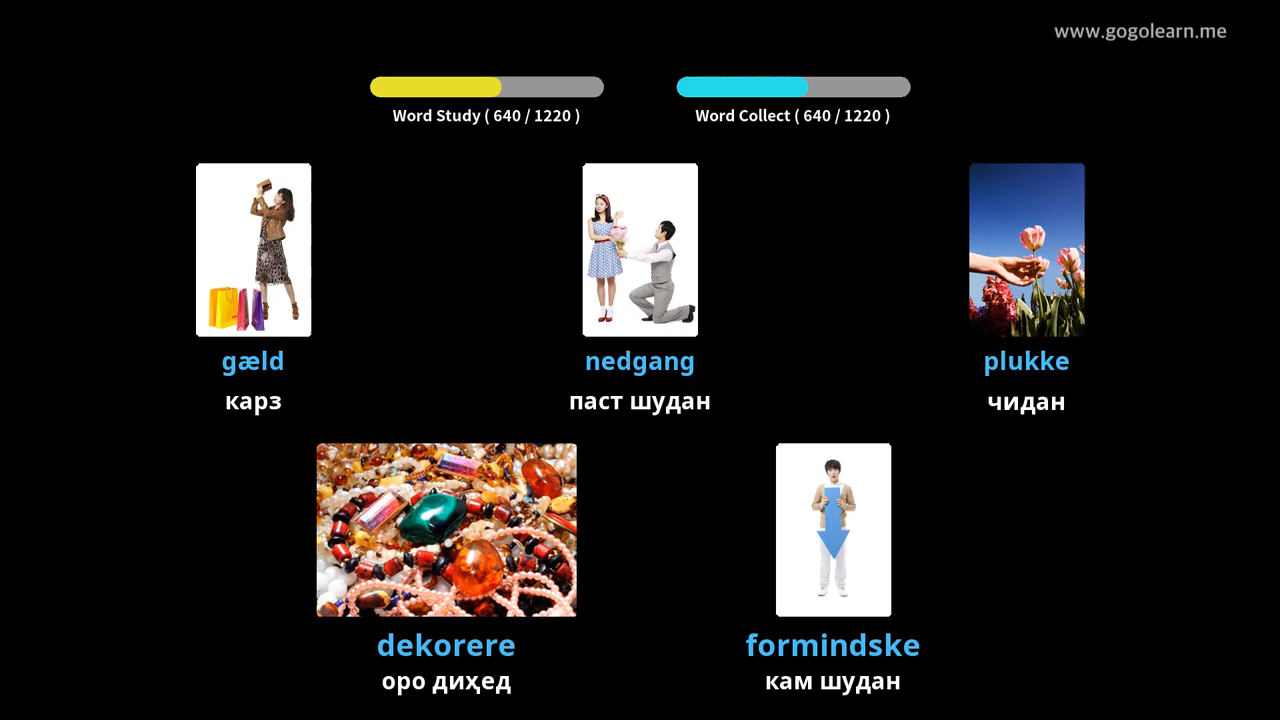 www.gogolearn.me
Word Study ( 640 / 1220 )
Word Collect ( 640 / 1220 )
gæld
nedgang
plukke
карз
паст шудан
чидан
dekorere
formindske
оро диҳед
кам шудан